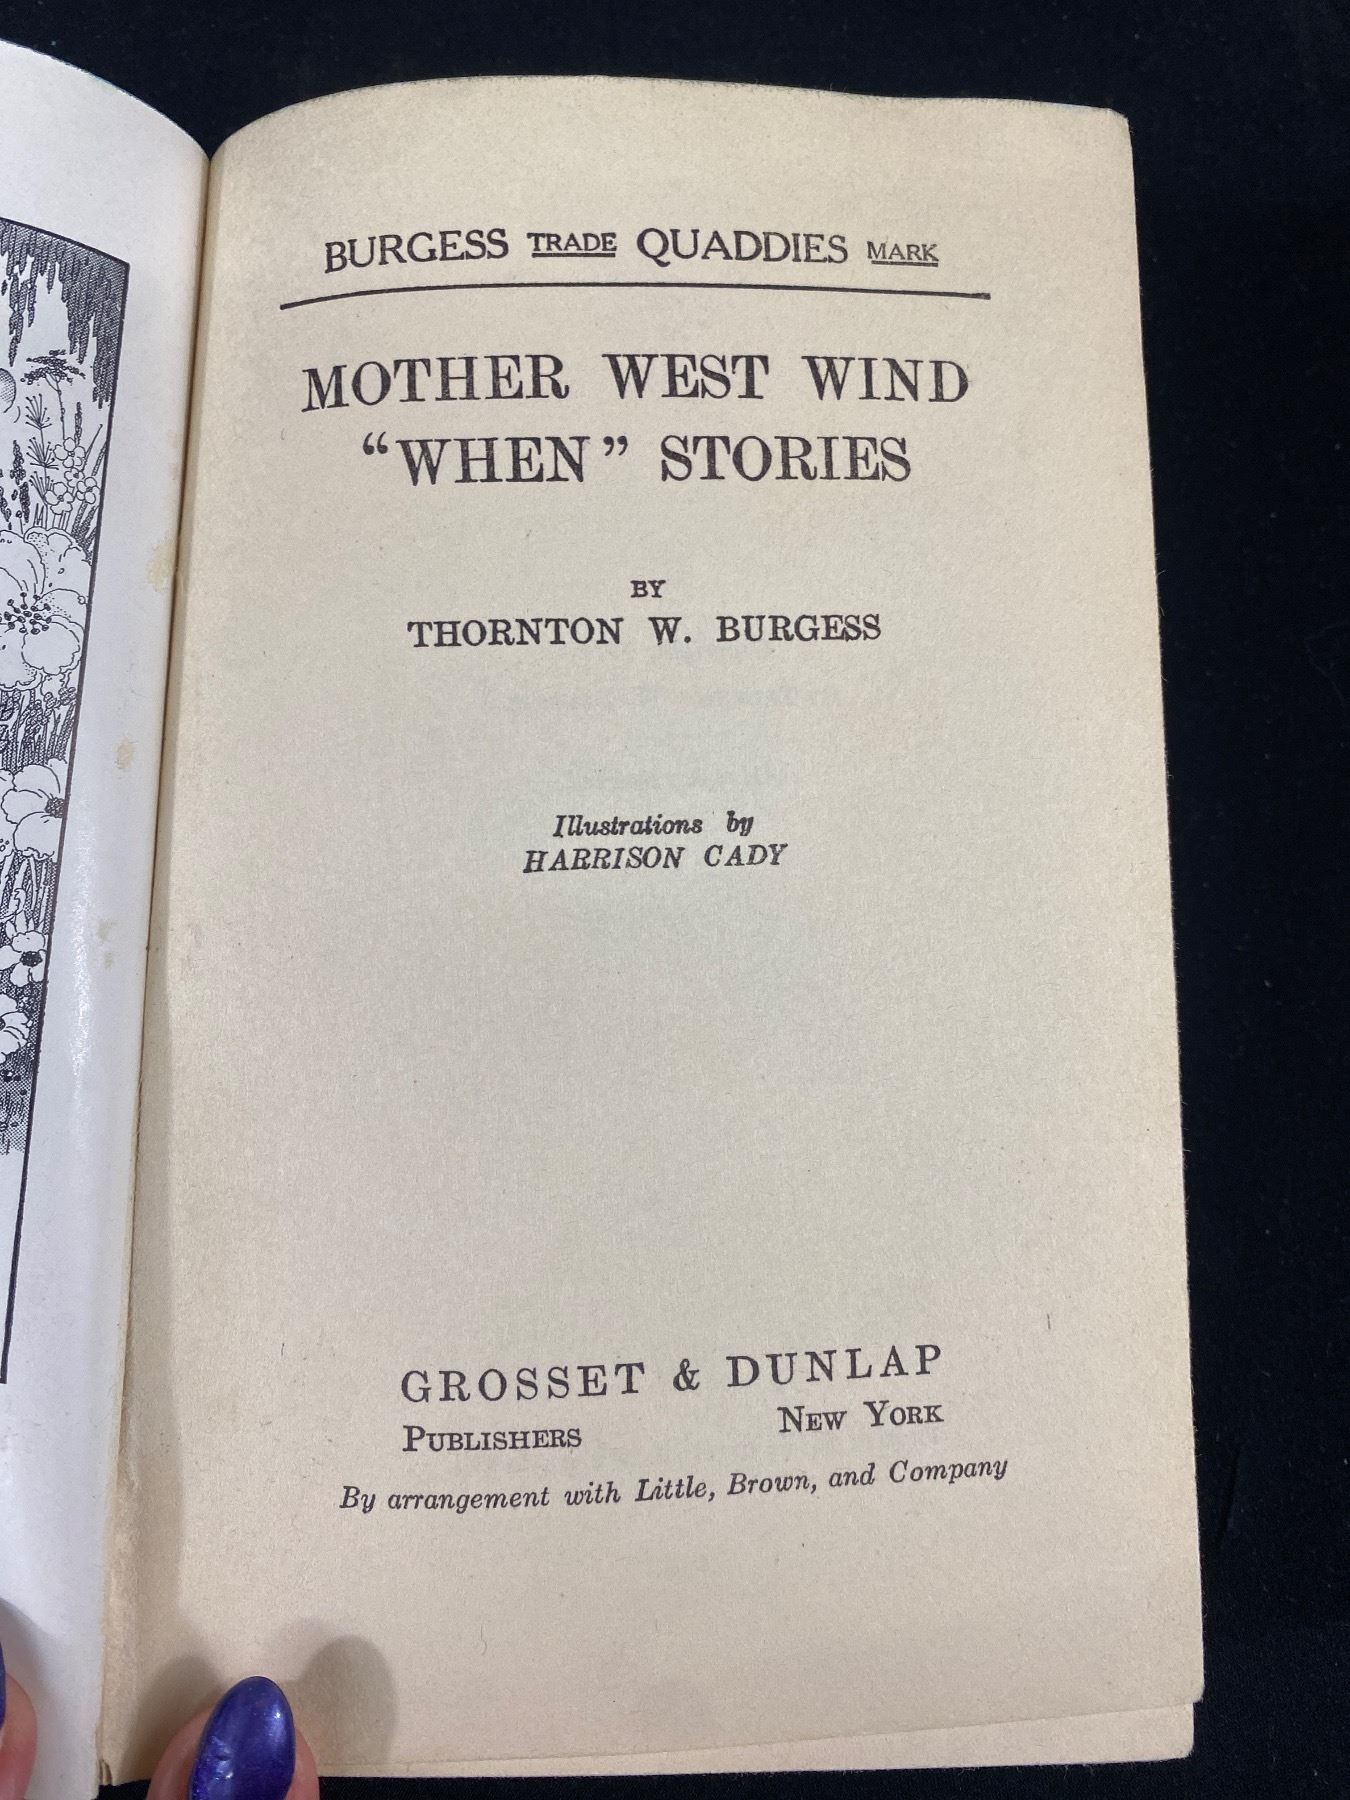 BURGESS TRADE QUADDIES MARK
MOTHER WEST WIND
“WHEN” STORIES
BY
THORNTON W. BURGESS
Illustrations by
HARRISON CADY
GROSSET & DUNLAP
PUBLISHERS NEW YORK
By arrangement with Little, Brown, and Company